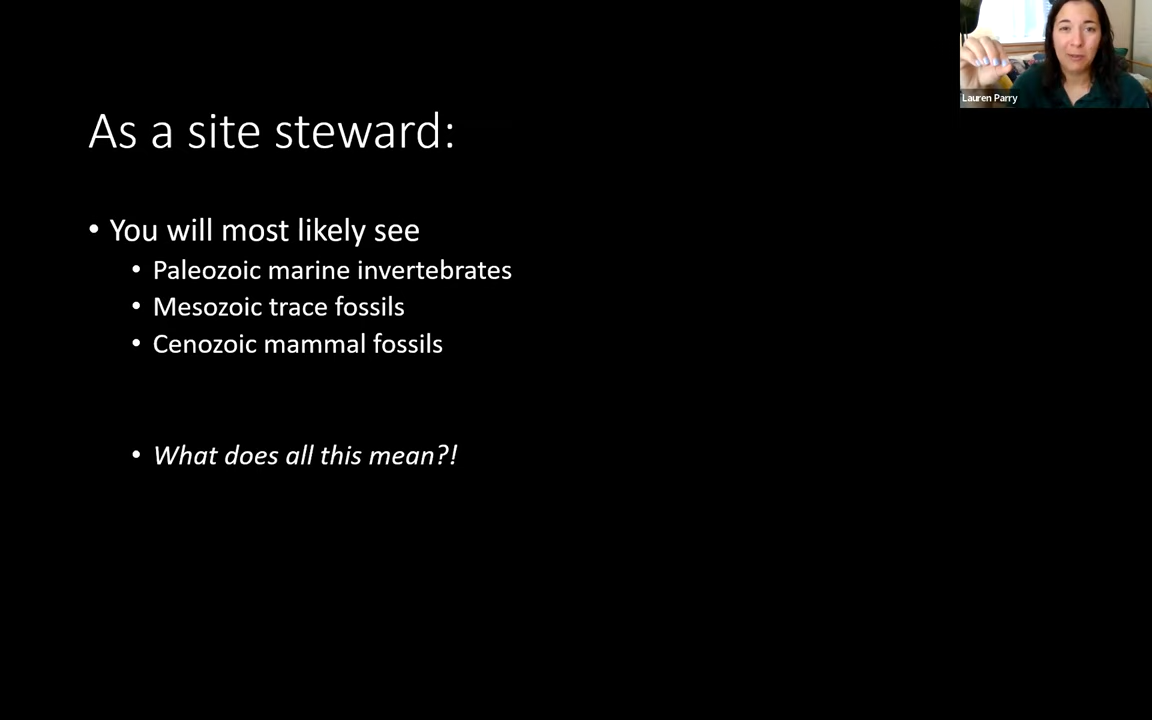 Lauren Parry
As a site steward:
• You will most likely see
• Paleozoic marine invertebrates
• Mesozoic trace fossils
• Cenozoic mammal fossils
• What does all this mean?!